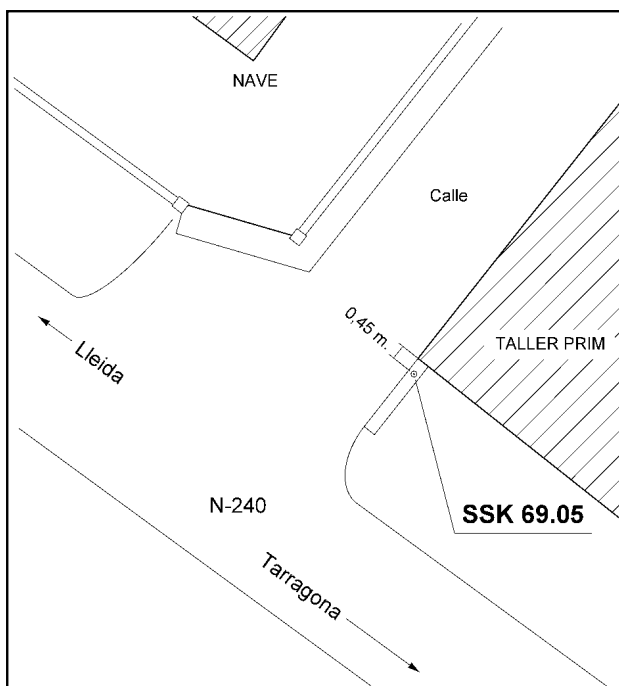 NAVE
Calle
0,45 m.
TALLER PRIM
Lleida
N-240
SSK 69.05
Tarragona